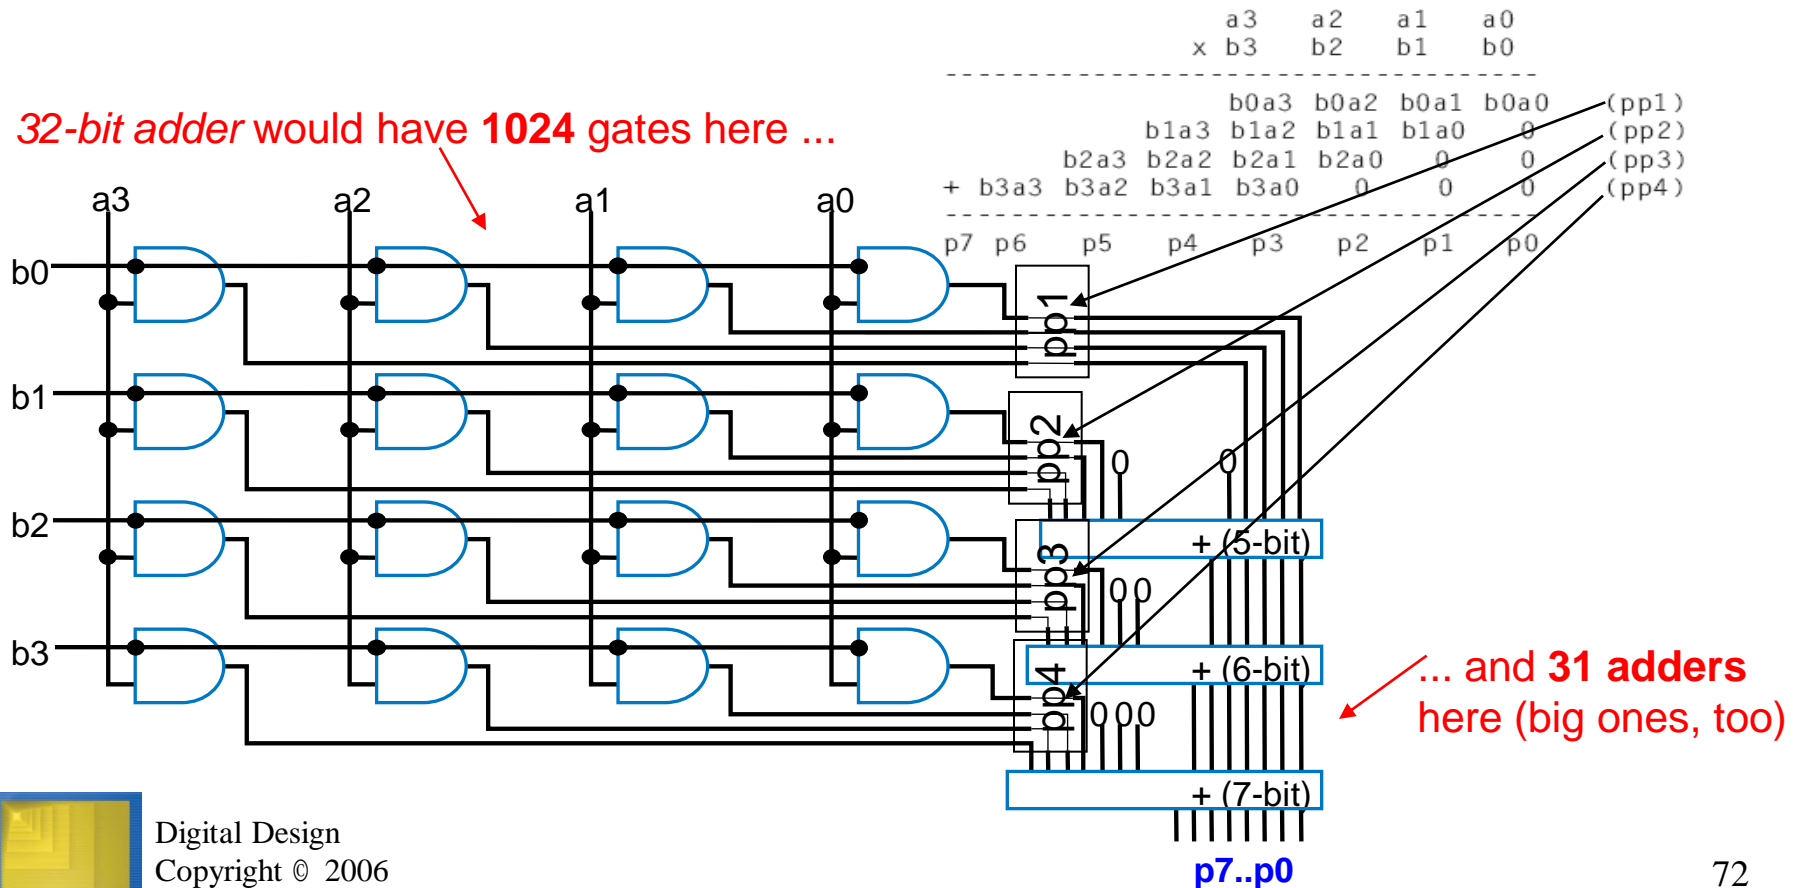 a3 a2 a1 a0
x b3 b2 b1 b0
---------------------------------
b0a3 b0a2 b0a1 b0a0 (pp1)
b1a3 b1a2 b1a1 b1a0 0 (pp2)
b2a3 b2a2 b2a1 b2a0 0 0 (pp3)
+ b3a3 b3a2 b3a1 b3a0 0 0 0 (pp4)
---------------------------------
p7 p6 p5 p4 p3 p2 p1 p0
32-bit adder would have 1024 gates here ...
a3 a2 a1 a0
b0
pp1
b1
pp2
0 0
+ (5-bit)
b2
pp3
0 0
+ (6-bit)
b3
pp4
0 0 0
+ (7-bit)
p7..p0
... and 31 adders
here (big ones, too)
Digital Design
Copyright © 2006
72